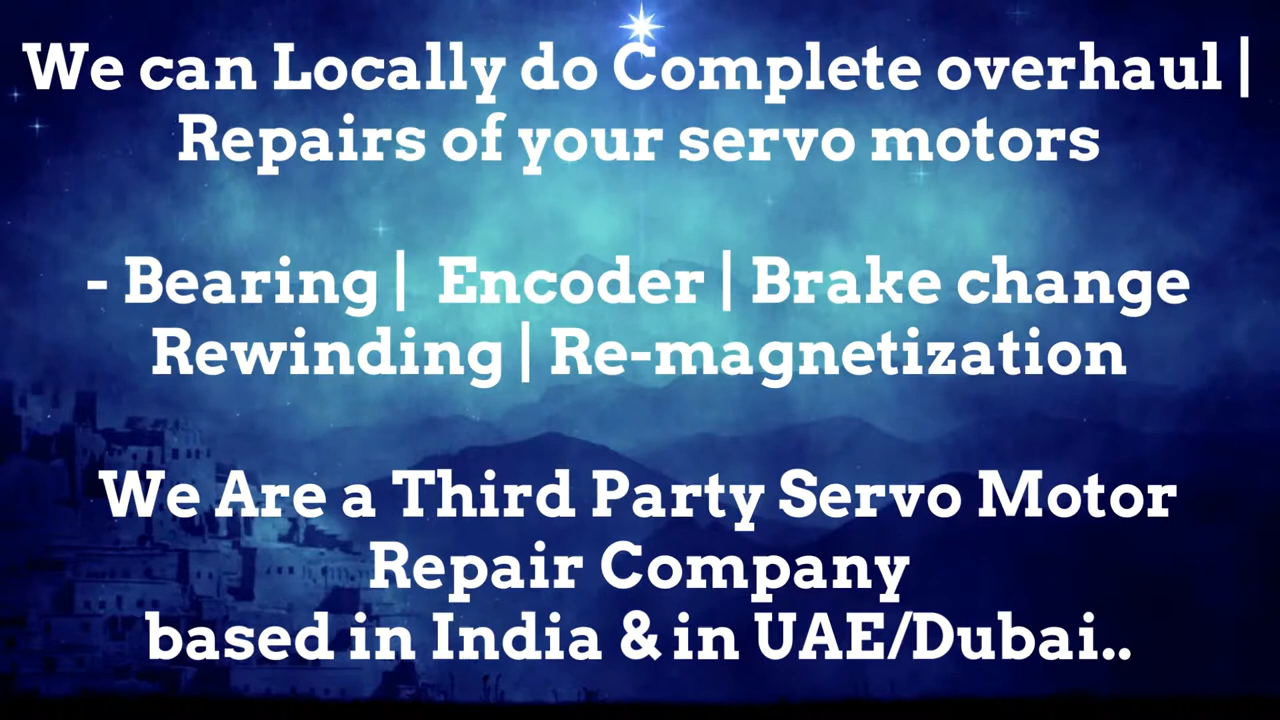 We can Locally do Complete overhaul |
Repairs of your servo motors
- Bearing | Encoder | Brake change
Rewinding | Re-magnetization
We Are a Third Party Servo Motor
Repair Company
based in India & in UAE/Dubai..